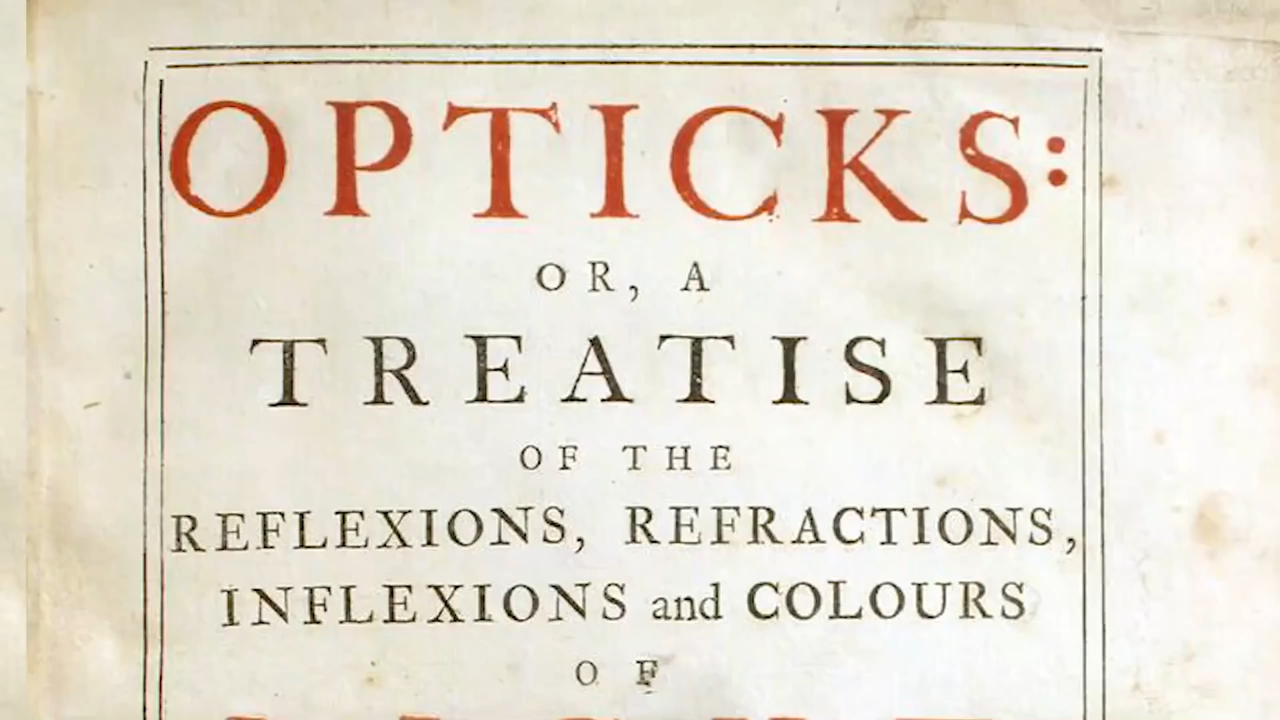 OPTICKS:
OR, A
TREATISE
OF THE
REFLEXIONS, REFRACTIONS,
INFLEXIONS and COLOURS
OF